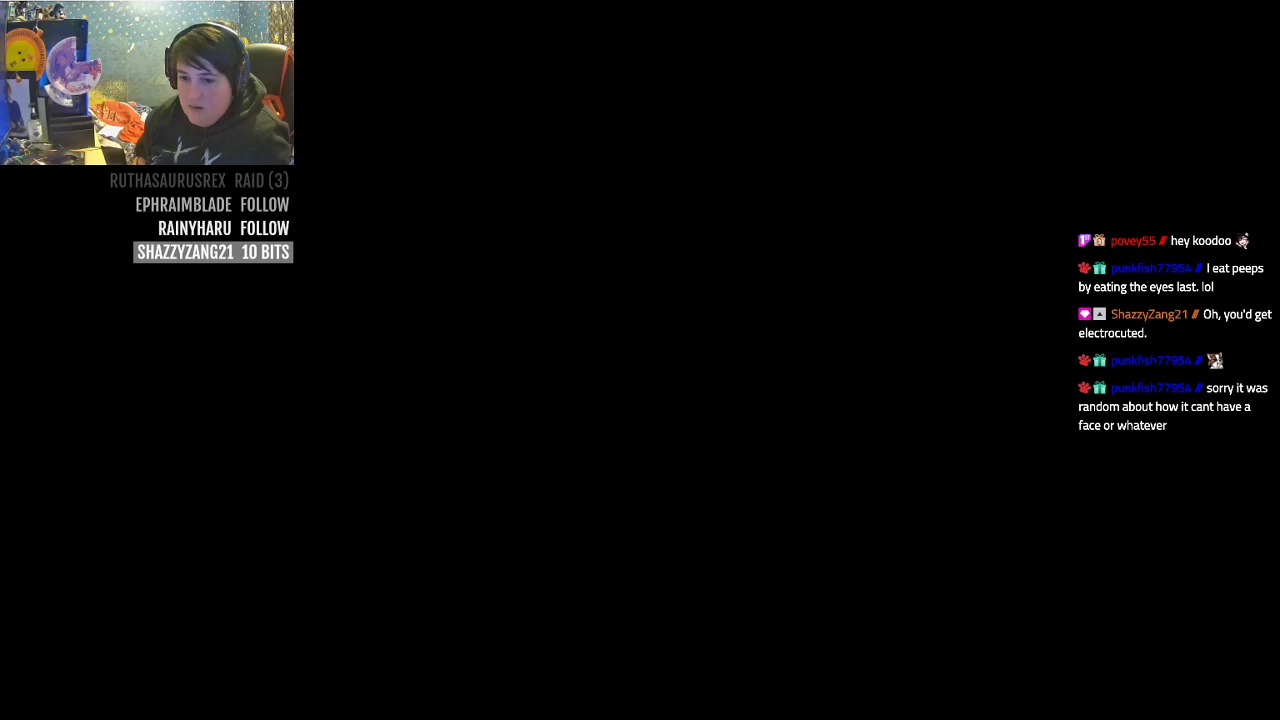 RUTHASAURUSREX RAID (3)
EPHRAIMBLADE FOLLOW
RAINYHARU FOLLOW
SHAZZYZANG21 10 BITS
povey55 // hey koodoo
punkfish77954 // I eat peeps
by eating the eyes last. lol
ShazzyZang21 // Oh, you'd get
electrocuted.
punkfish77954 //
punkfish77954 // sorry it was
random about how it cant have a
face or whatever